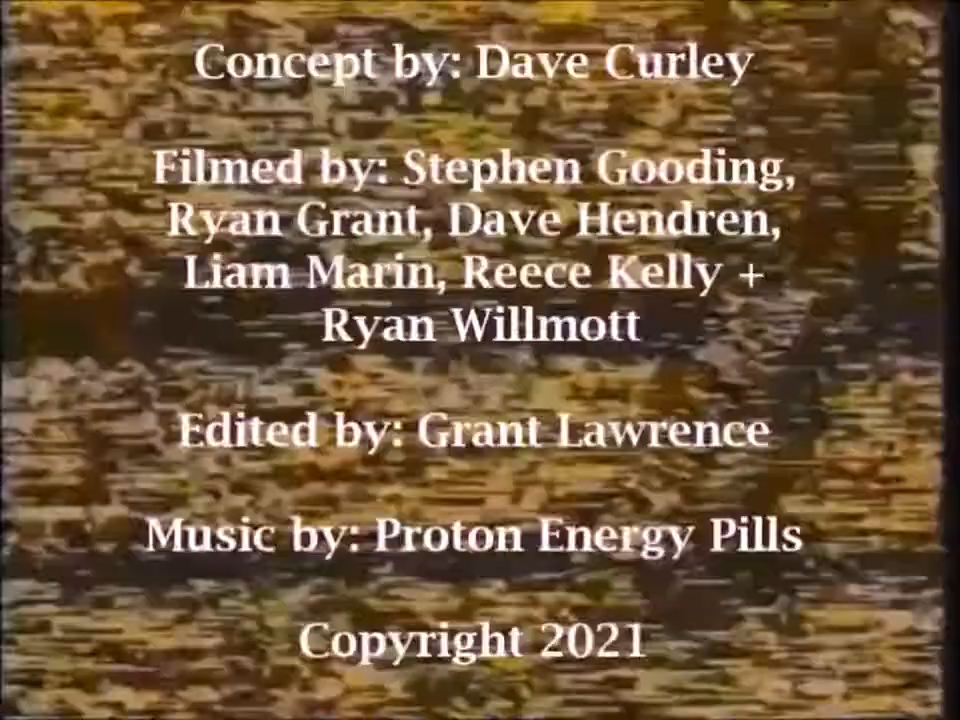 Concept by: Dave Curley
Filmed by: Stephen Gooding,
Ryan Grant, Dave Hendren,
Liam Marin, Reece Kelly +
Ryan Willmott
Edited by: Grant Lawrence
Music by: Proton Energy Pills
Copyright 2021